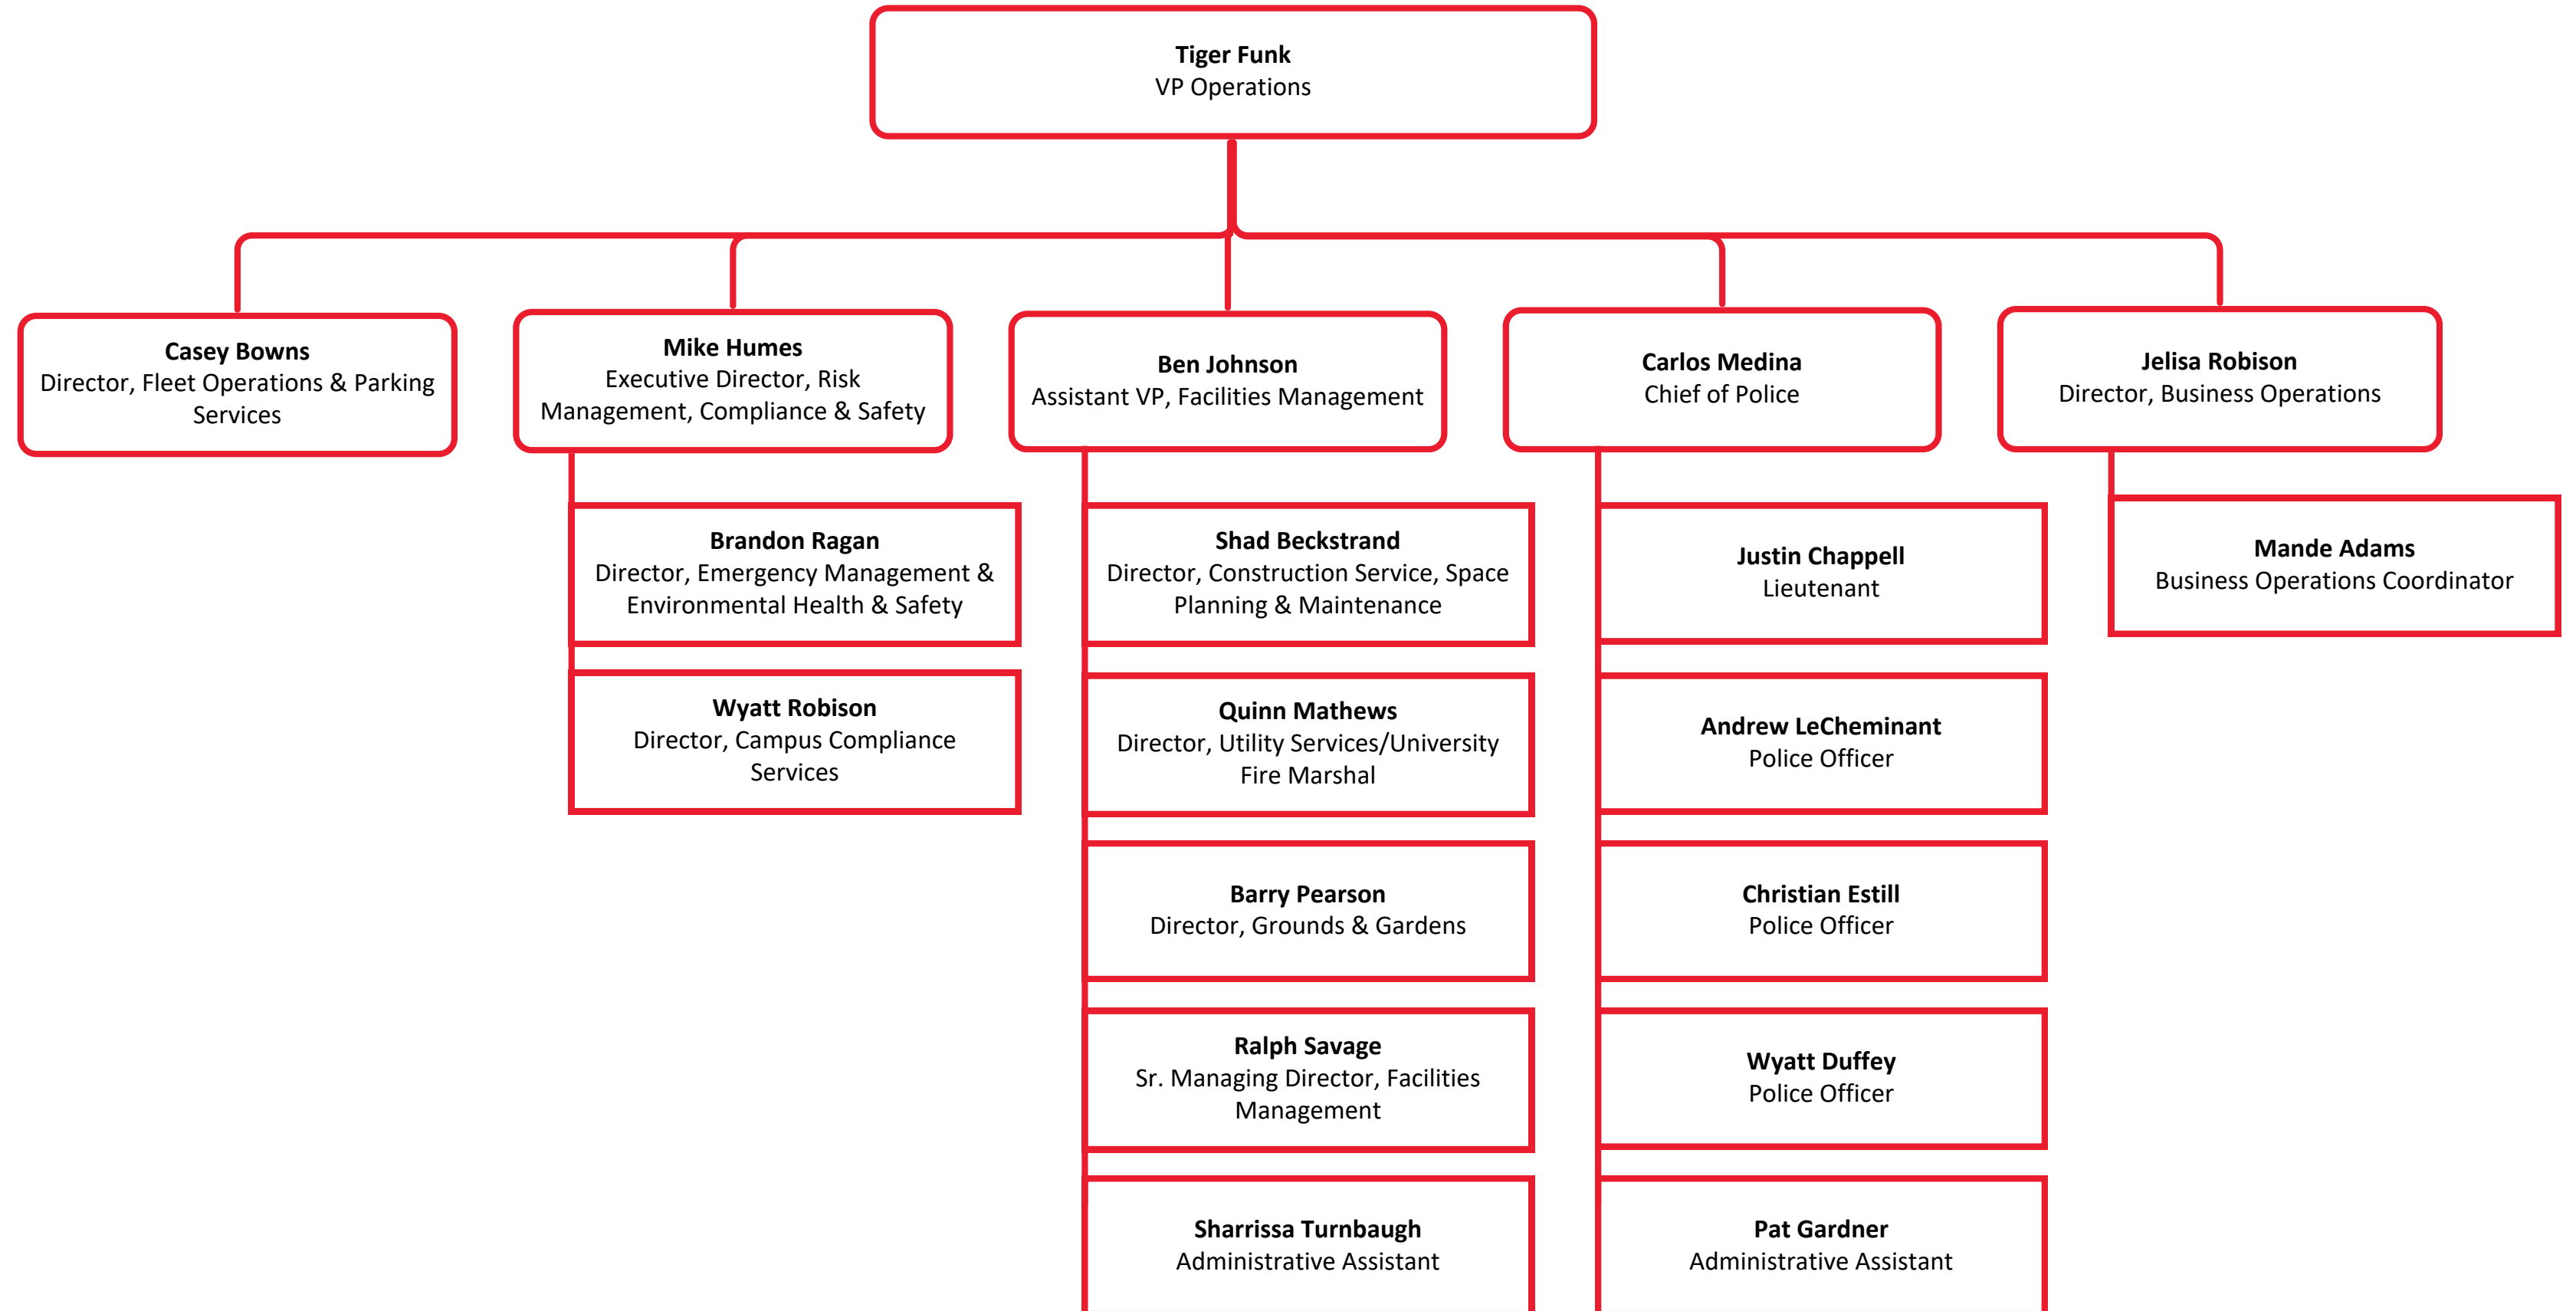 Tiger Funk
VP Operations
Casey Bowns
Director, Fleet Operations & Parking
Services
Mike Humes
Executive Director, Risk
Management, Compliance & Safety
Ben Johnson
Assistant VP, Facilities Management
Carlos Medina
Chief of Police
Jelisa Robison
Director, Business Operations
Brandon Ragan
Director, Emergency Management &
Environmental Health & Safety
Wyatt Robison
Director, Campus Compliance
Services
Shad Beckstrand
Director, Construction Service, Space
Planning & Maintenance
Quinn Mathews
Director, Utility Services/University
Fire Marshal
Barry Pearson
Director, Grounds & Gardens
Ralph Savage
Sr. Managing Director, Facilities
Management
Sharrissa Turnbaugh
Administrative Assistant
Justin Chappell
Lieutenant
Andrew LeCheminant
Police Officer
Christian Estill
Police Officer
Wyatt Duffey
Police Officer
Pat Gardner
Administrative Assistant
Mande Adams
Business Operations Coordinator